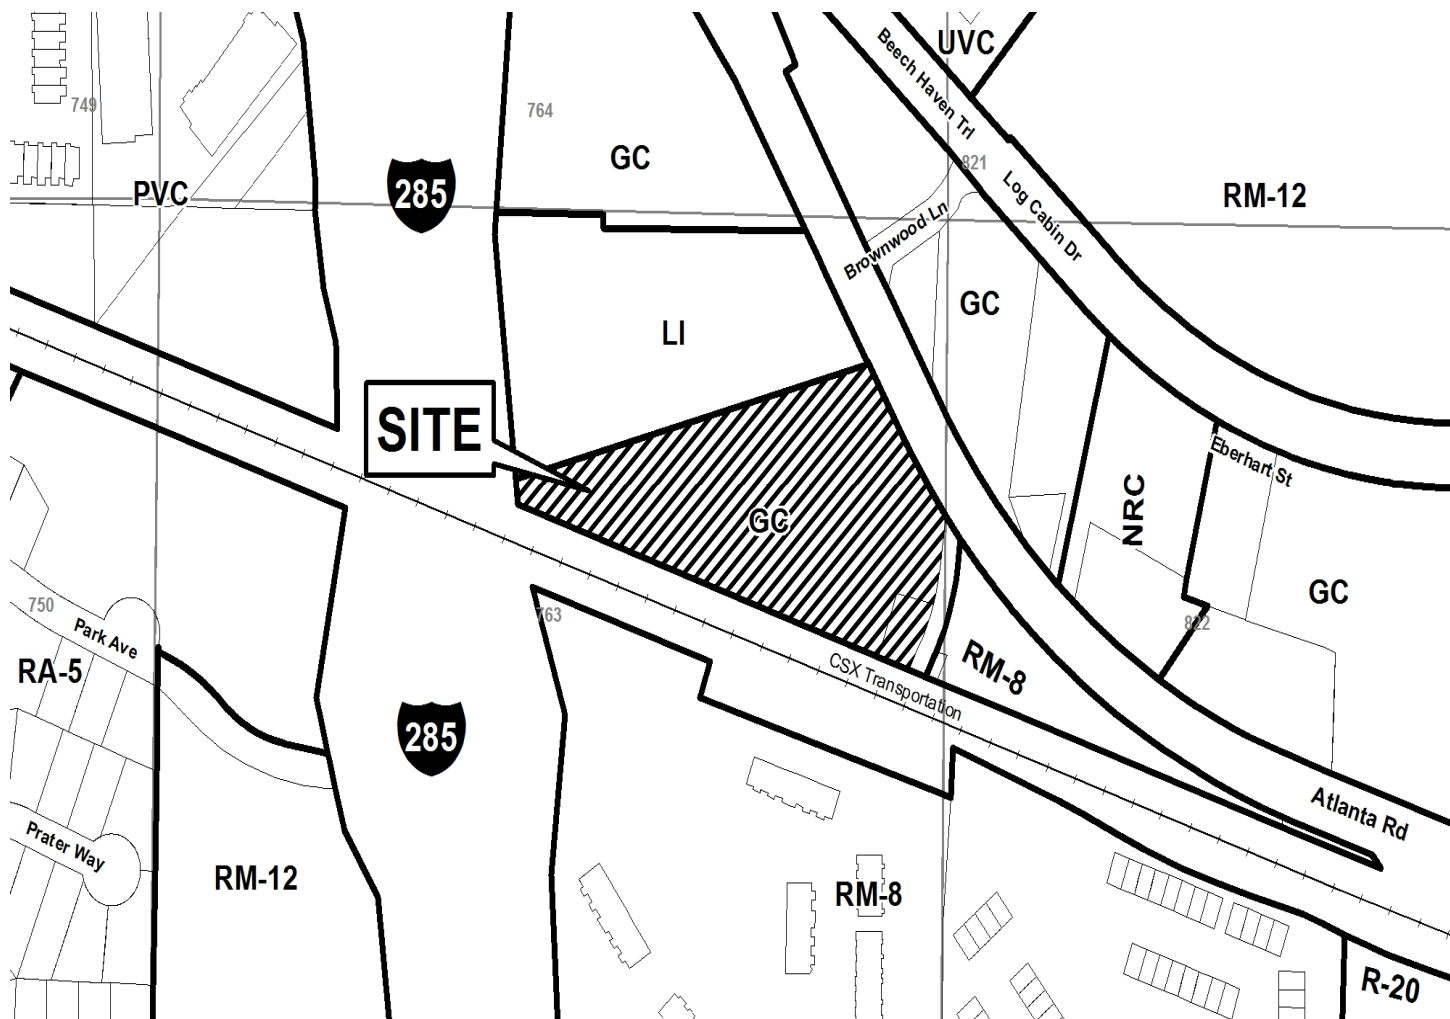 UVC
Beech Haven Trl
749
764
GC
821
285
PVC
Log Cabin Dr
RM-12
Brownwood Ln
GC
LI
SITE
Eberhart St
NRC
GC
GC
750
763
822
Park Ave
RA-5
RM-8
CSX Transportation
285
Atlanta Rd
Prater Way
RM-12
RM-8
R-20